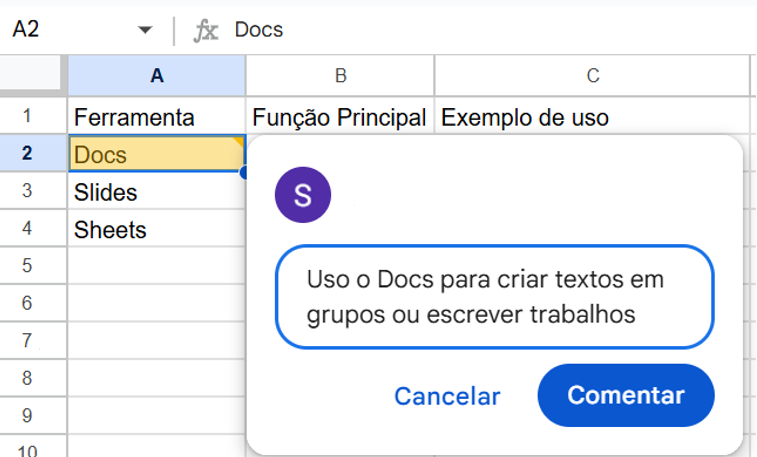 A2 fx Docs
A B C
1 Ferramenta Função Principal Exemplo de uso
2 Docs
3 Slides
4 Sheets
5
6
7
8
9
10
S
Uso o Docs para criar textos em
grupos ou escrever trabalhos
Cancelar Comentar